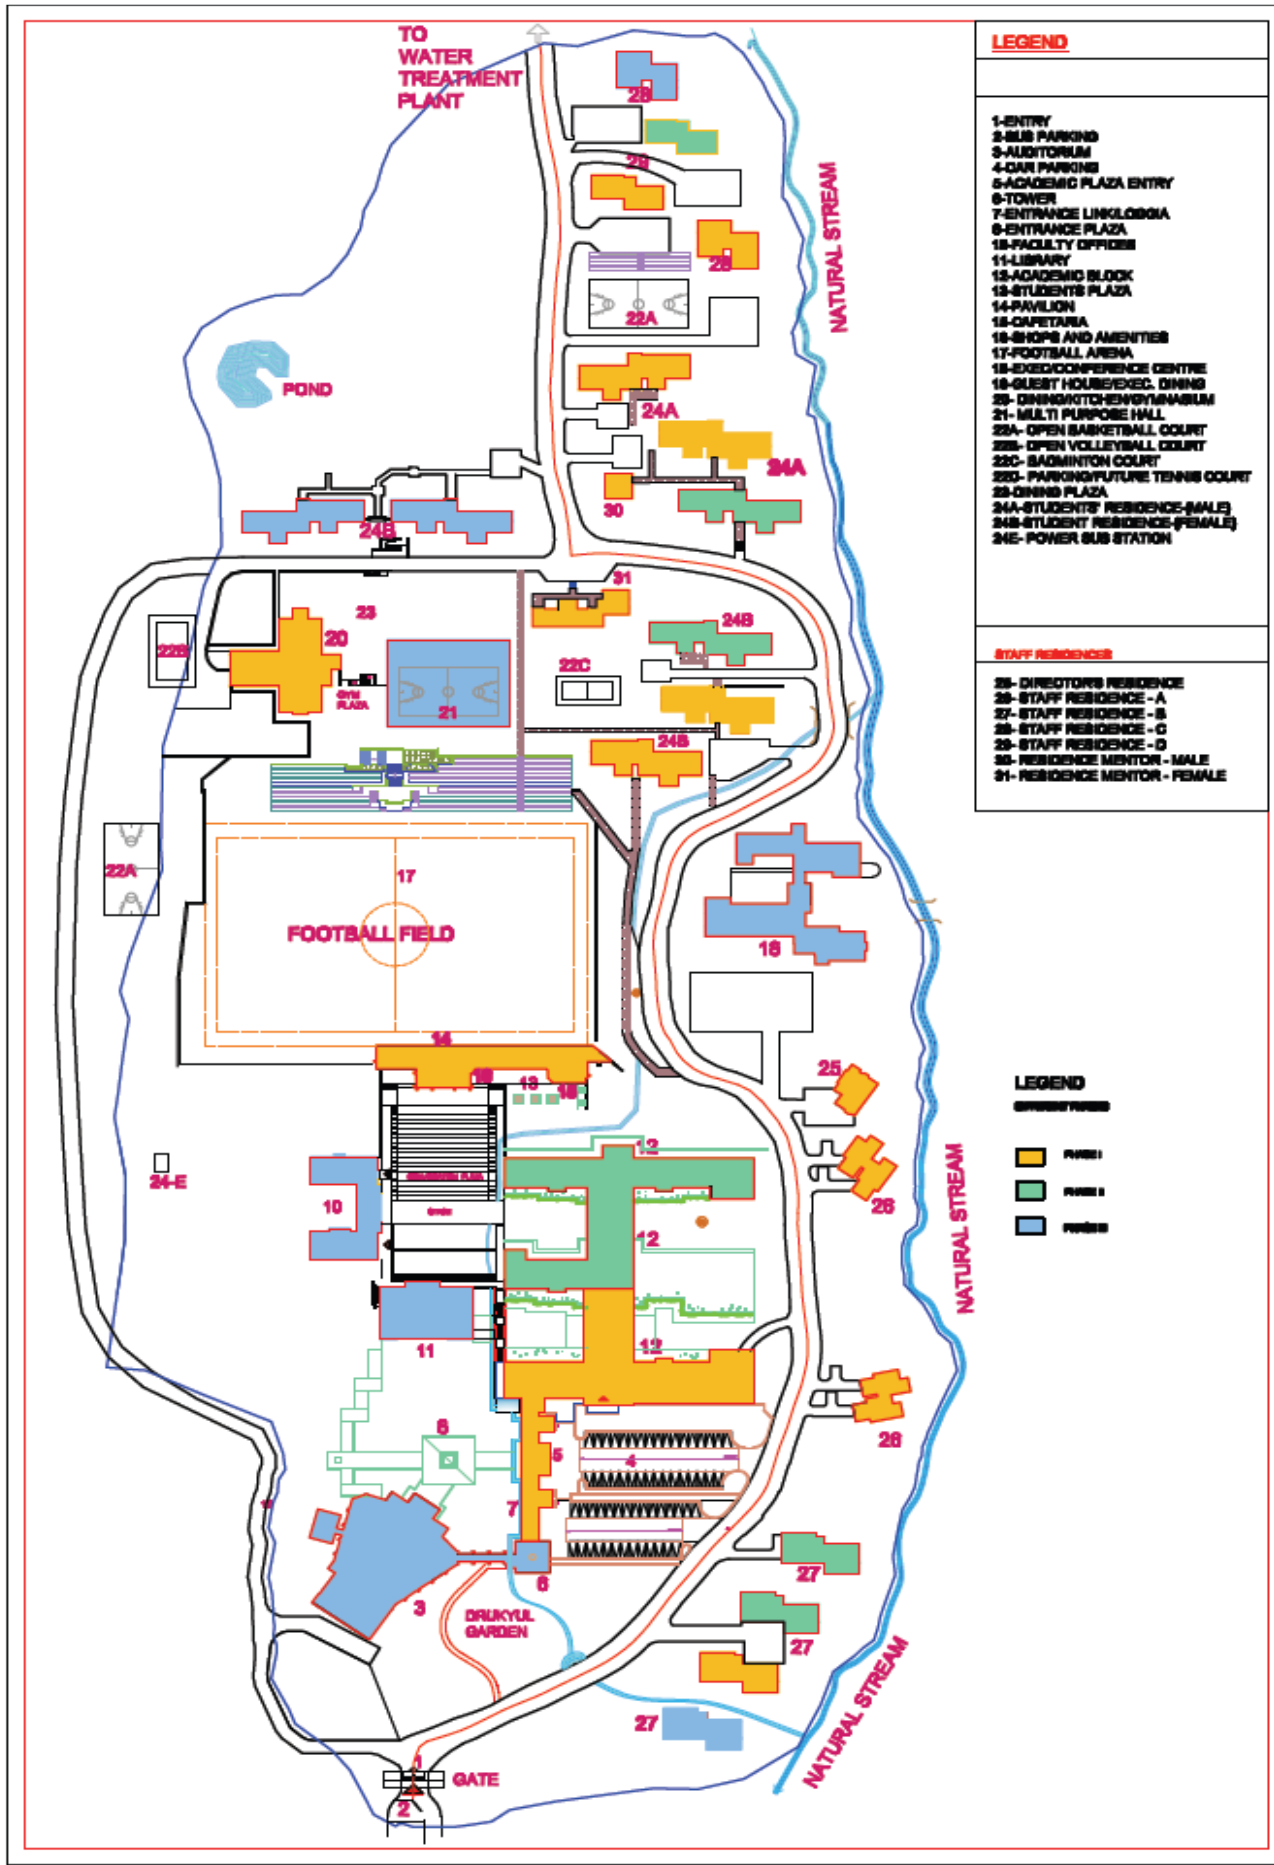 TO
WATER
TREATMENT
PLANT
28
29
28
NATURAL STREAM
22A
POND
24A
24A
30
24B
31
23
20
22B
24B
22C
GYM
PLAZA
21
24B
22A
17
FOOTBALL FIELD
18
14
16
13
15
25
12
24-E
10
26
12
NATURAL STREAM
12
11
26
8
5
4
7
6
3
27
DRUKYUL
GARDEN
27
27
NATURAL STREAM
1
GATE
2
LEGEND
1-ENTRY
2-BUS PARKING
3-AUDITORIUM
4-CAR PARKING
5-ACADEMIC PLAZA ENTRY
6-TOWER
7-ENTRANCE LINK/LOGGIA
8-ENTRANCE PLAZA
10-FACULTY OFFICES
11-LIBRARY
12-ACADEMIC BLOCK
13-STUDENTS PLAZA
14-PAVILION
15-CAFETARIA
16-SHOPS AND AMENITIES
17-FOOTBALL ARENA
18-EXEC/CONFERENCE CENTRE
19-GUEST HOUSE/EXEC. DINING
20- DINING/KITCHEN/GYMNASIUM
21- MULTI PURPOSE HALL
22A- OPEN BASKETBALL COURT
22B- OPEN VOLLEYBALL COURT
22C- BADMINTON COURT
22D- PARKING/FUTURE TENNIS COURT
23-DINING PLAZA
24A-STUDENTS' RESIDENCE-(MALE)
24B-STUDENT RESIDENCE-(FEMALE)
24E- POWER SUB STATION
STAFF RESIDENCES
25- DIRECTOR'S RESIDENCE
26- STAFF RESIDENCE - A
27- STAFF RESIDENCE - B
28- STAFF RESIDENCE - C
29- STAFF RESIDENCE - D
30- RESIDENCE MENTOR - MALE
31- RESIDENCE MENTOR - FEMALE
LEGEND
PHASE I
PHASE II
PHASE III